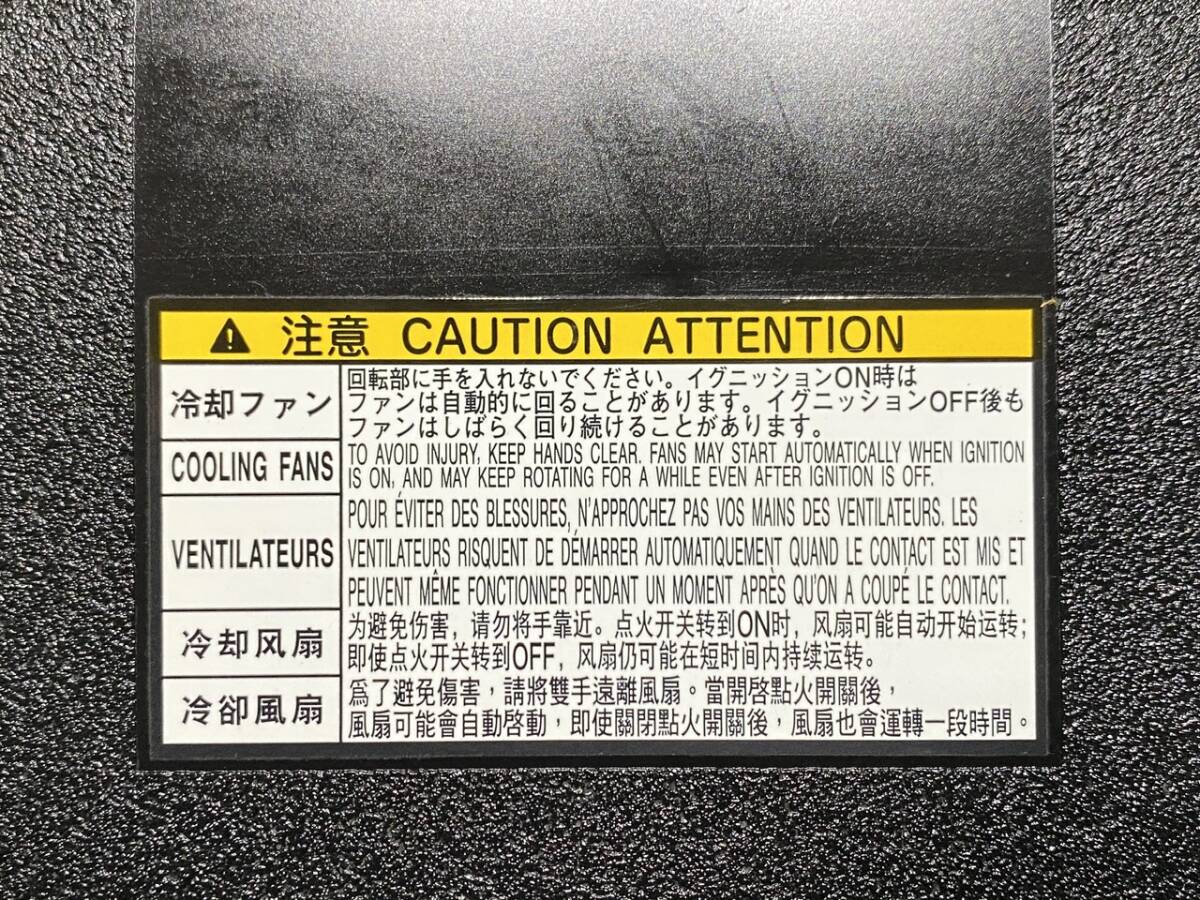 ⚠ 注意 CAUTION ATTENTION
冷却ファン
回転部に手を入れないでください。イグニッションON時は
ファンは自動的に回ることがあります。イグニッションOFF後も
ファンはしばらく回り続けることがあります。
COOLING FANS
TO AVOID INJURY, KEEP HANDS CLEAR. FANS MAY START AUTOMATICALLY WHEN IGNITION
IS ON, AND MAY KEEP ROTATING FOR A WHILE EVEN AFTER IGNITION IS OFF.
VENTILATEURS
POUR ÉVITER DES BLESSURES, N'APPROCHEZ PAS VOS MAINS DES VENTILATEURS. LES
VENTILATEURS RISQUENT DE DÉMARRER AUTOMATIQUEMENT QUAND LE CONTACT EST MIS ET
PEUVENT MÊME FONCTIONNER PENDANT UN MOMENT APRÈS QU'ON A COUPÉ LE CONTACT.
冷却风扇
为避免伤害，请勿将手靠近。点火开关转到ON时，风扇可能自动开始运转；
即使点火开关转到OFF，风扇仍可能在短时间内持续运转。
冷卻風扇
爲了避免傷害，請將雙手遠離風扇。當開啓點火開關後，
風扇可能會自動啓動，即使關閉點火開關後，風扇也會運轉一段時間。